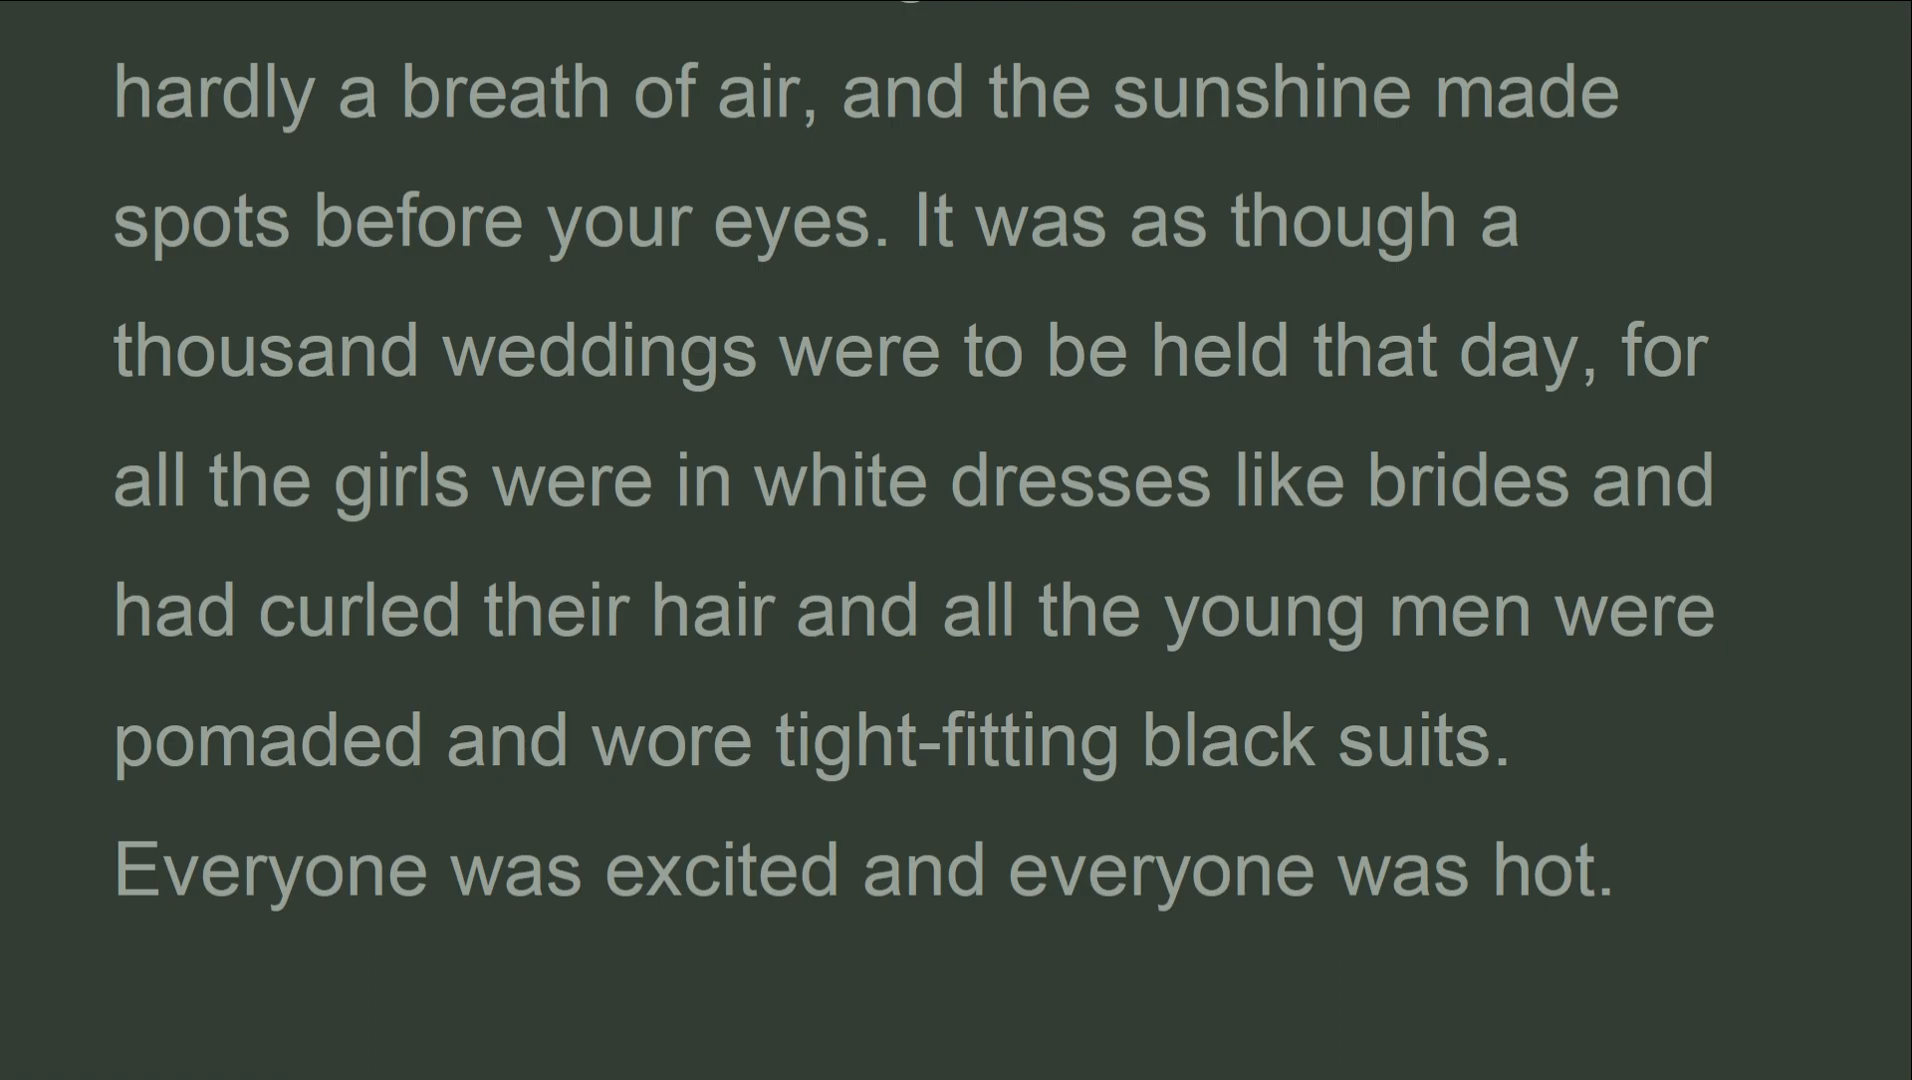 hardly a breath of air, and the sunshine made
spots before your eyes. It was as though a
thousand weddings were to be held that day, for
all the girls were in white dresses like brides and
had curled their hair and all the young men were
pomaded and wore tight-fitting black suits.
Everyone was excited and everyone was hot.